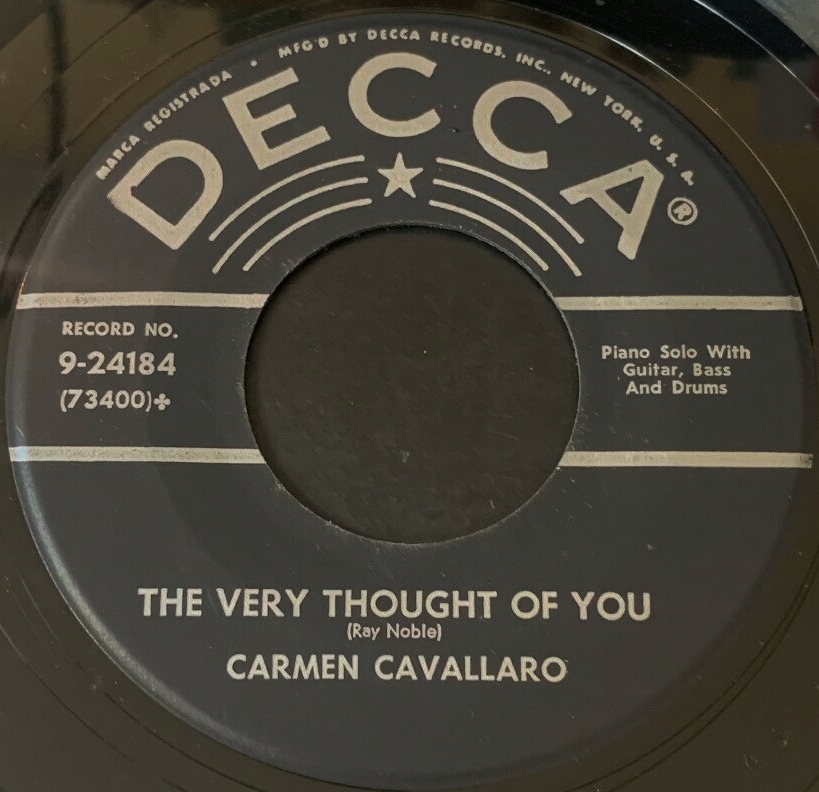 MARCA REGISTRADA • MFG'D BY DECCA RECORDS, INC., NEW YORK, U. S. A.
DECCA®
RECORD NO.
9-24184
(73400)✤
Piano Solo With
Guitar, Bass
And Drums
THE VERY THOUGHT OF YOU
(Ray Noble)
CARMEN CAVALLARO